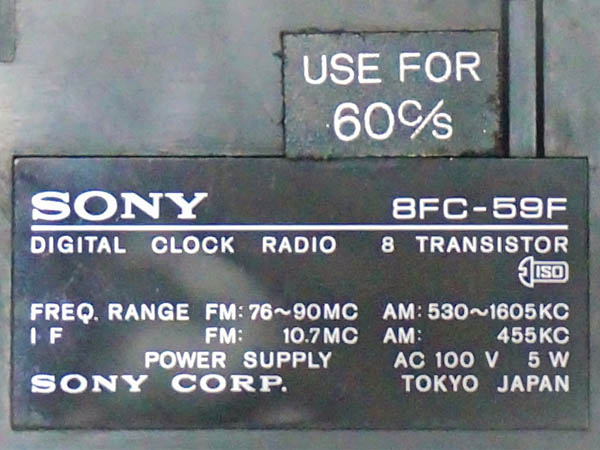 USE FOR
60c/s
SONY 8FC-59F
DIGITAL CLOCK RADIO 8 TRANSISTOR
ISO
FREQ. RANGE FM: 76~90MC AM: 530~1605KC
I F FM: 10.7MC AM: 455KC
POWER SUPPLY AC 100 V 5 W
SONY CORP. TOKYO JAPAN